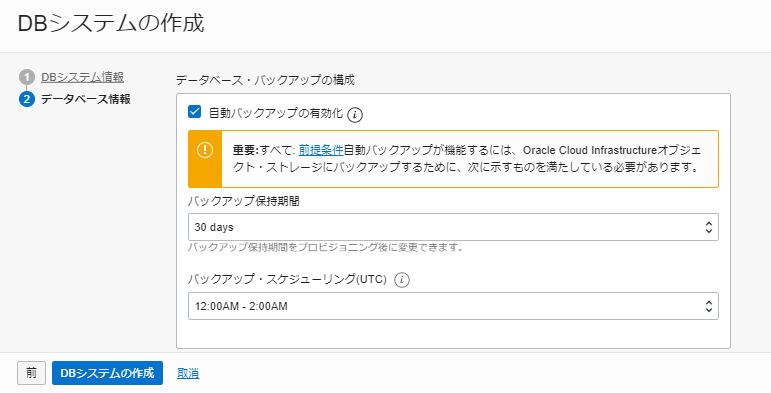 DBシステムの作成
1 DBシステム情報
2 データベース情報
データベース・バックアップの構成
自動バックアップの有効化 i
重要:すべて: 前提条件自動バックアップが機能するには、Oracle Cloud Infrastructureオブジェ
クト・ストレージにバックアップするために、次に示すものを満たしている必要があります。
バックアップ保持期間
30 days
バックアップ保持期間をプロビジョニング後に変更できます。
バックアップ・スケジューリング(UTC) i
12:00AM - 2:00AM
前 DBシステムの作成 取消